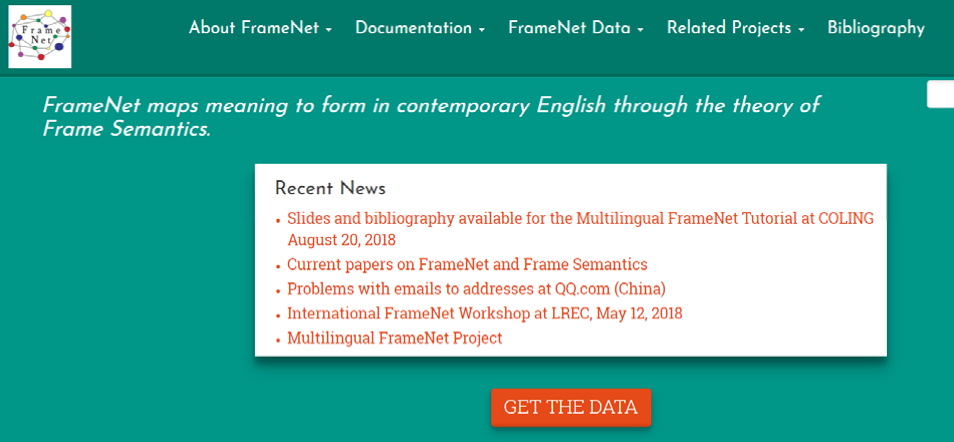 Frame
Net
About FrameNet
Documentation
FrameNet Data
Related Projects
Bibliography
FrameNet maps meaning to form in contemporary English through the theory of
Frame Semantics.
Recent News
Slides and bibliography available for the Multilingual FrameNet Tutorial at COLING
August 20, 2018
Current papers on FrameNet and Frame Semantics
Problems with emails to addresses at QQ.com (China)
International FrameNet Workshop at LREC, May 12, 2018
Multilingual FrameNet Project
GET THE DATA